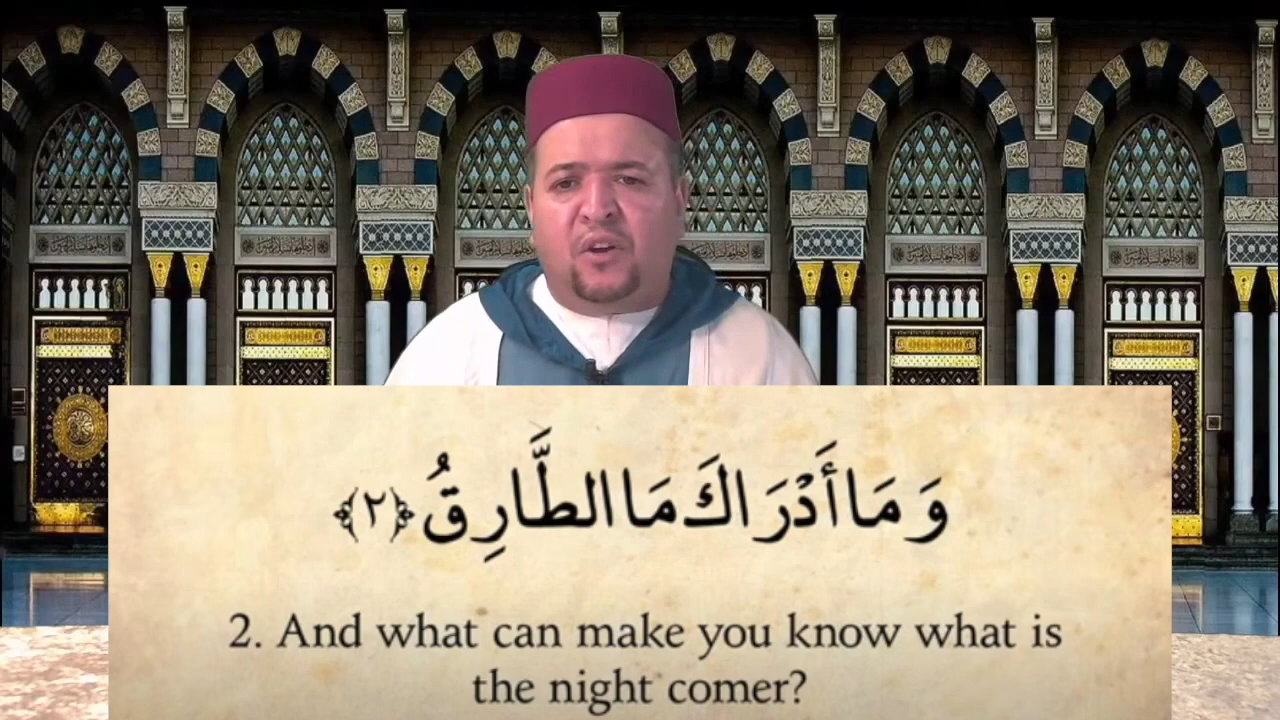 وَ مَا أَدْرَاكَ مَا الطَّارِقُ ﴿٢﴾
2. And what can make you know what is
the night comer?